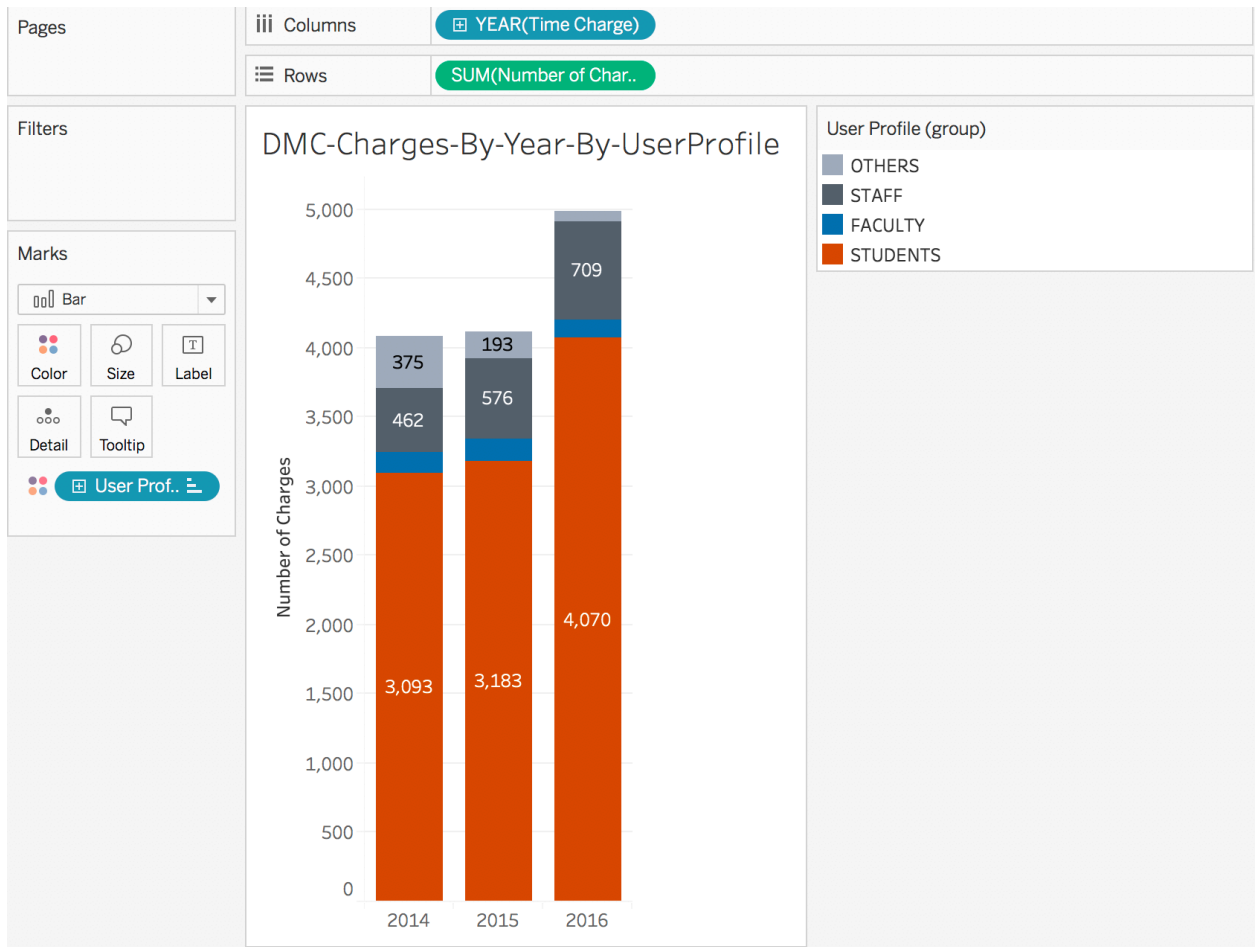 Pages
Columns
YEAR(Time Charge)
Rows
SUM(Number of Char..
Filters
Marks
Bar
Color
Size
T
Label
Detail
Tooltip
User Prof..
DMC-Charges-By-Year-By-UserProfile
Number of Charges
5,000
4,500
4,000
3,500
3,000
2,500
2,000
1,500
1,000
500
0
375
462
3,093
193
576
3,183
709
4,070
2014
2015
2016
User Profile (group)
OTHERS
STAFF
FACULTY
STUDENTS